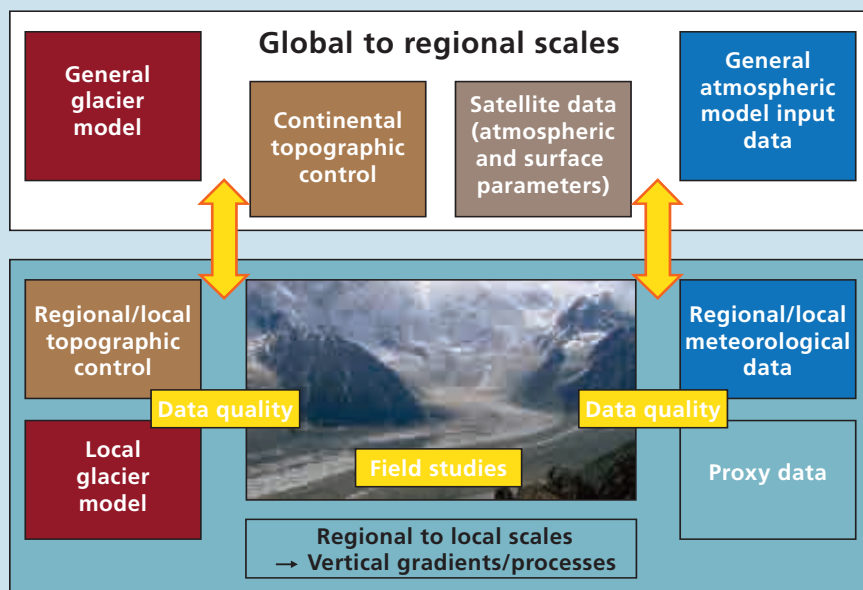 Global to regional scales
General
glacier
model
Continental
topographic
control
Satellite data
(atmospheric
and surface
parameters)
General
atmospheric
model input
data
Regional/local
topographic
control
Regional/local
meteorological
data
Data quality
Data quality
Local
glacier
model
Field studies
Proxy data
Regional to local scales
→ Vertical gradients/processes